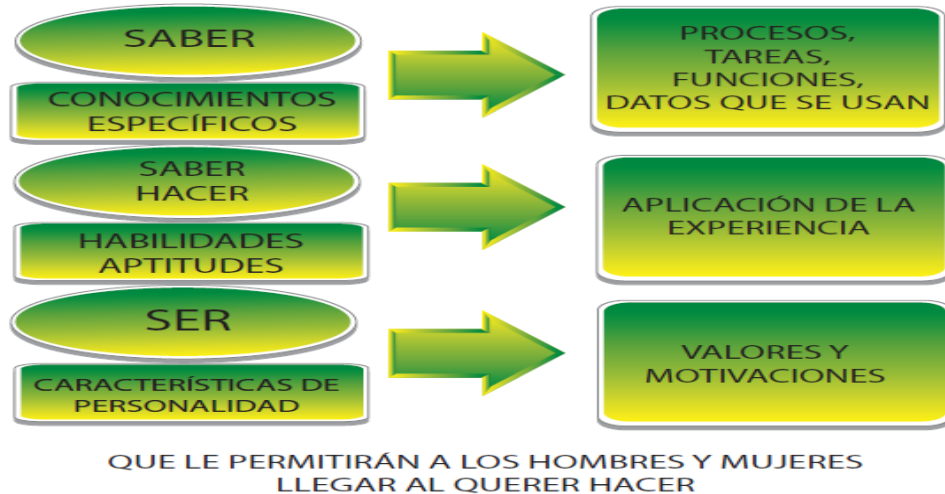 SABER
CONOCIMIENTOS
ESPECÍFICOS
PROCESOS,
TAREAS,
FUNCIONES,
DATOS QUE SE USAN
SABER
HACER
HABILIDADES
APTITUDES
APLICACIÓN DE LA
EXPERIENCIA
SER
CARACTERÍSTICAS DE
PERSONALIDAD
VALORES Y
MOTIVACIONES
QUE LE PERMITIRÁN A LOS HOMBRES Y MUJERES
LLEGAR AL QUERER HACER